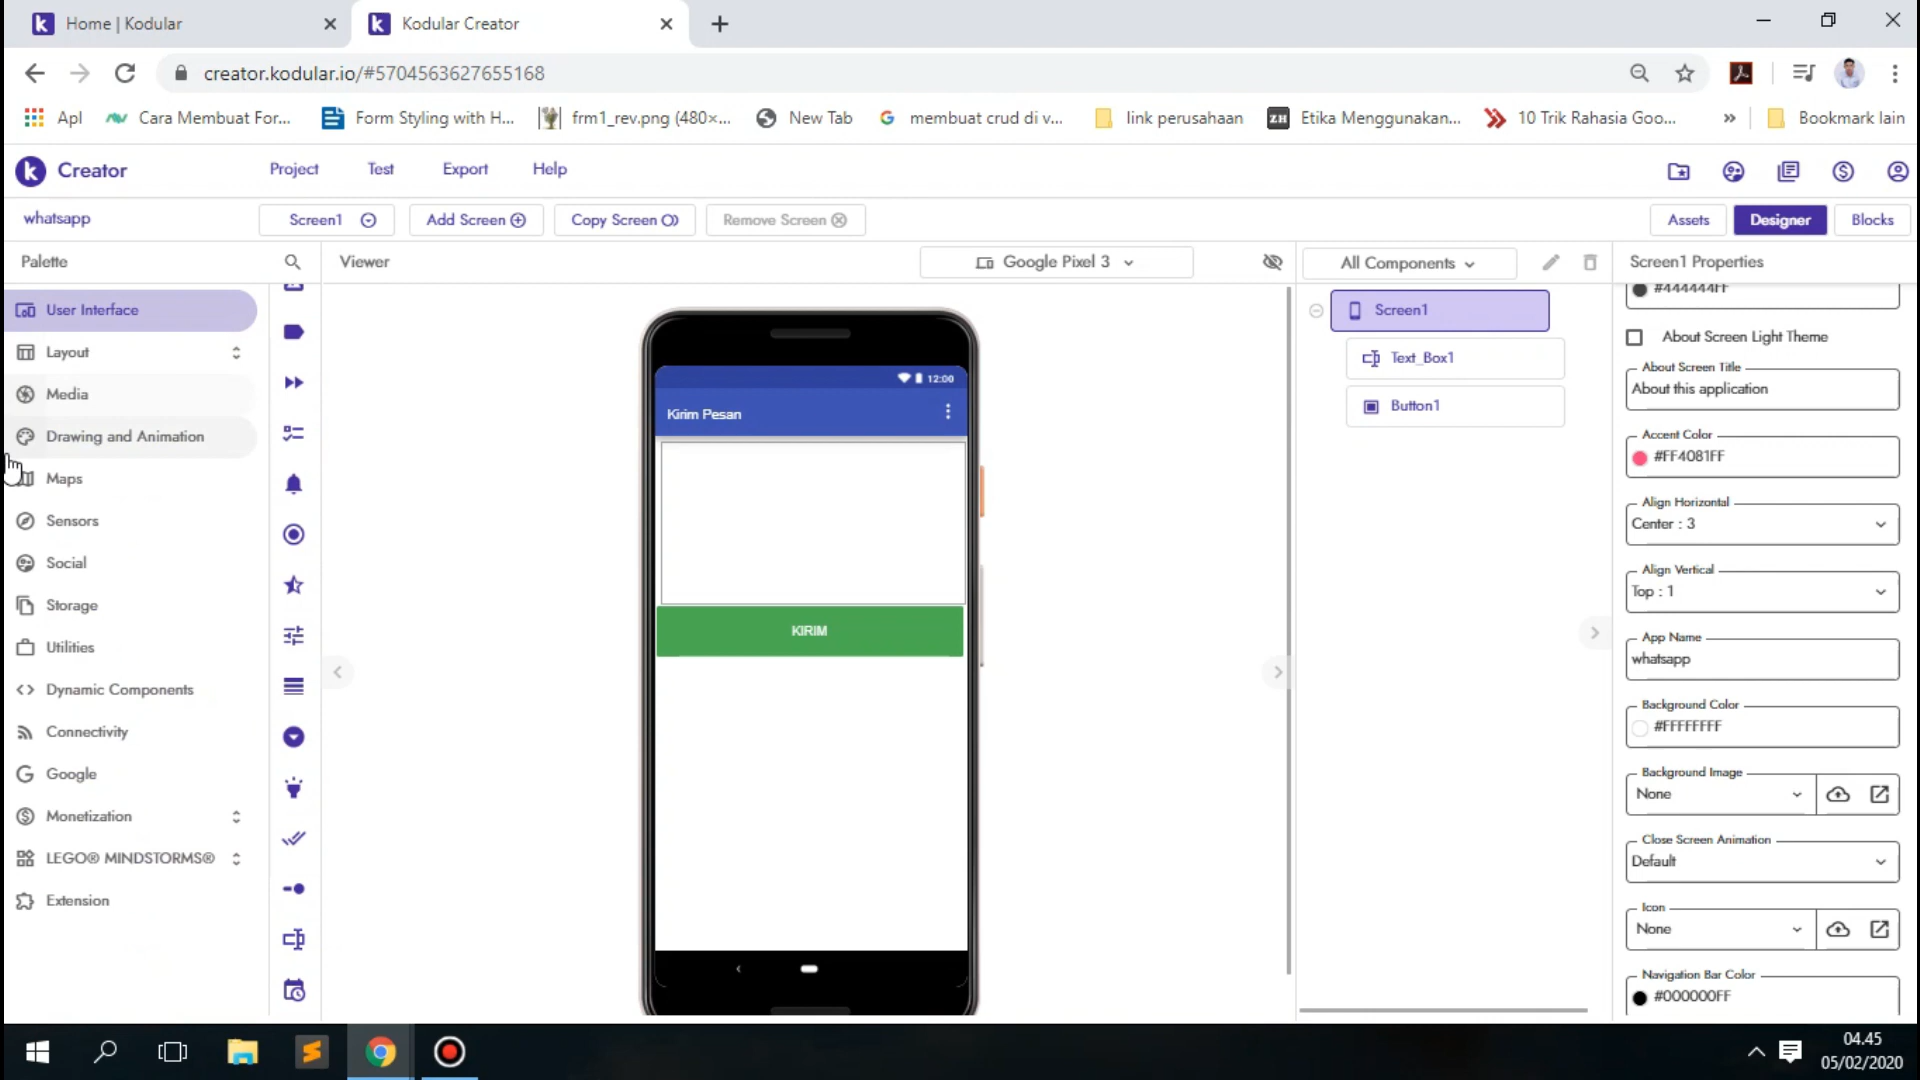 Home | Kodular
Kodular Creator
creator.kodular.io/#5704563627655168
Apl
Cara Membuat For...
Form Styling with H...
frm1_rev.png (480×...
New Tab
membuat crud di v...
link perusahaan
ZH
Etika Menggunakan...
10 Trik Rahasia Goo...
»
Bookmark lain
Creator
Project
Test
Export
Help
whatsapp
Screen1
Add Screen
Copy Screen
Remove Screen
Assets
Designer
Blocks
Palette
Viewer
Google Pixel 3
All Components
Screen1 Properties
User Interface
Layout
Media
Drawing and Animation
Maps
Sensors
Social
Storage
Utilities
Dynamic Components
Connectivity
Google
Monetization
LEGO® MINDSTORMS®
Extension
12:00
Kirim Pesan
KIRIM
Screen1
Text_Box1
Button1
#444444FF
About Screen Light Theme
About Screen Title
About this application
Accent Color
#FF4081FF
Align Horizontal
Center : 3
Align Vertical
Top : 1
App Name
whatsapp
Background Color
#FFFFFFFF
Background Image
None
Close Screen Animation
Default
Icon
None
Navigation Bar Color
#000000FF
04.45
05/02/2020